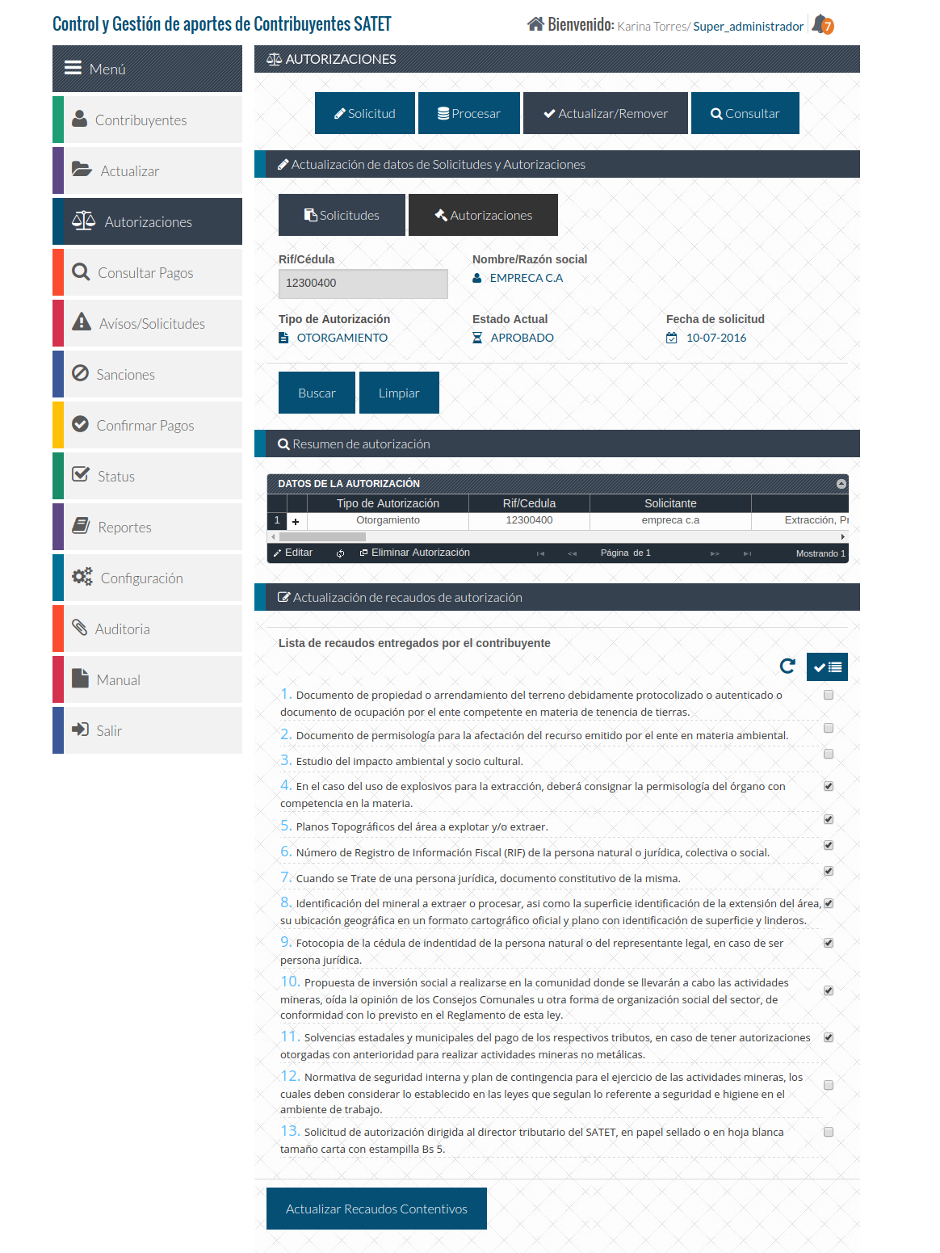 Control y Gestión de aportes de Contribuyentes SATET
Bienvenido: Karina Torres/ Super_administrador 7
Menú
Contribuyentes
Actualizar
Autorizaciones
Consultar Pagos
Avisos/Solicitudes
Sanciones
Confirmar Pagos
Status
Reportes
Configuración
Auditoria
Manual
Salir
AUTORIZACIONES
Solicitud Procesar Actualizar/Remover Consultar
Actualización de datos de Solicitudes y Autorizaciones
Solicitudes Autorizaciones
Rif/Cédula Nombre/Razón social
12300400 EMPRECA C.A
Tipo de Autorización Estado Actual Fecha de solicitud
OTORGAMIENTO APROBADO 10-07-2016
Buscar Limpiar
Resumen de autorización
DATOS DE LA AUTORIZACIÓN
Tipo de Autorización Rif/Cedula Solicitante
1 Otorgamiento 12300400 empreca c.a Extracción, Pr
Editar Eliminar Autorización Página de 1 Mostrando 1
Actualización de recaudos de autorización
Lista de recaudos entregados por el contribuyente
1. Documento de propiedad o arrendamiento del terreno debidamente protocolizado o autenticado o
documento de ocupación por el ente competente en materia de tenencia de tierras.
2. Documento de permisología para la afectación del recurso emitido por el ente en materia ambiental.
3. Estudio del impacto ambiental y socio cultural.
4. En el caso del uso de explosivos para la extracción, deberá consignar la permisología del órgano con
competencia en la materia.
5. Planos Topográficos del área a explotar y/o extraer.
6. Número de Registro de Información Fiscal (RIF) de la persona natural o jurídica, colectiva o social.
7. Cuando se Trate de una persona jurídica, documento constitutivo de la misma.
8. Identificación del mineral a extraer o procesar, asi como la superficie identificación de la extensión del área,
su ubicación geográfica en un formato cartográfico oficial y plano con identificación de superficie y linderos.
9. Fotocopia de la cédula de indentidad de la persona natural o del representante legal, en caso de ser
persona jurídica.
10. Propuesta de inversión social a realizarse en la comunidad donde se llevarán a cabo las actividades
mineras, oída la opinión de los Consejos Comunales u otra forma de organización social del sector, de
conformidad con lo previsto en el Reglamento de esta ley.
11. Solvencias estadales y municipales del pago de los respectivos tributos, en caso de tener autorizaciones
otorgadas con anterioridad para realizar actividades mineras no metálicas.
12. Normativa de seguridad interna y plan de contingencia para el ejercicio de las actividades mineras, los
cuales deben considerar lo establecido en las leyes que segulan lo referente a seguridad e higiene en el
ambiente de trabajo.
13. Solicitud de autorización dirigida al director tributario del SATET, en papel sellado o en hoja blanca
tamaño carta con estampilla Bs 5.
Actualizar Recaudos Contentivos